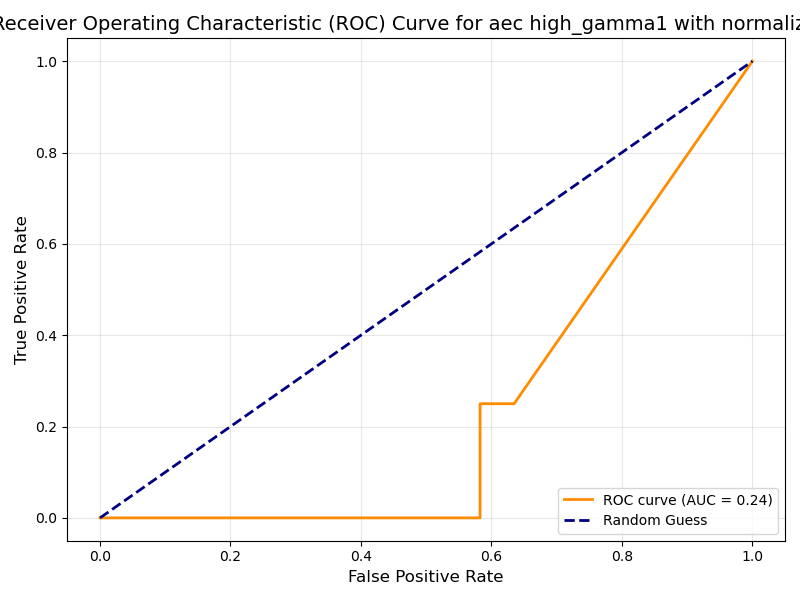 Receiver Operating Characteristic (ROC) Curve for aec high_gamma1 with
True Positive Rate
1.0
0.8
0.6
0.4
0.2
0.0
ROC curve (AUC = 0.24)
Random Guess
0.0 0.2 0.4 0.6 0.8 1.0
False Positive Rate